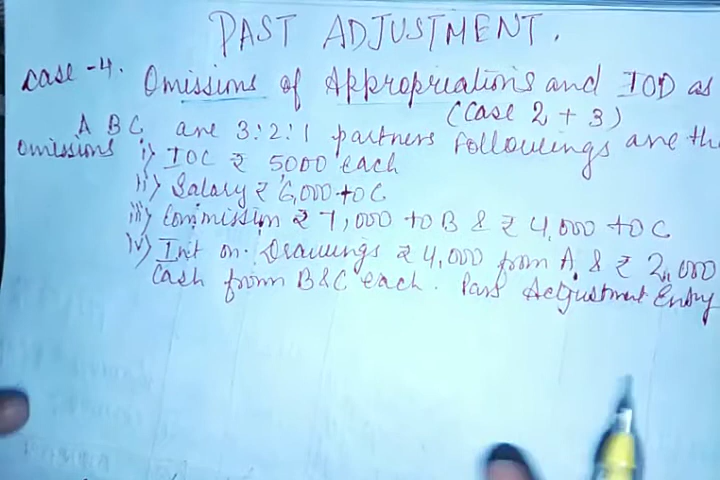 PAST ADJUSTMENT.
Case-4. Omissions of Appropriations and IOD as
(Case 2 + 3)
A B C are 3:2:1 partners Followings are the
omissions i) IOC ₹ 5000 each
ii) Salary ₹ 6,000 to C
iii) Commission ₹ 7,000 to B & ₹ 4,000 to C
iv) Int on. Drawings ₹ 4,000 from A, & ₹ 2,000
Cash from B&C each. Pass Adjustment Entry